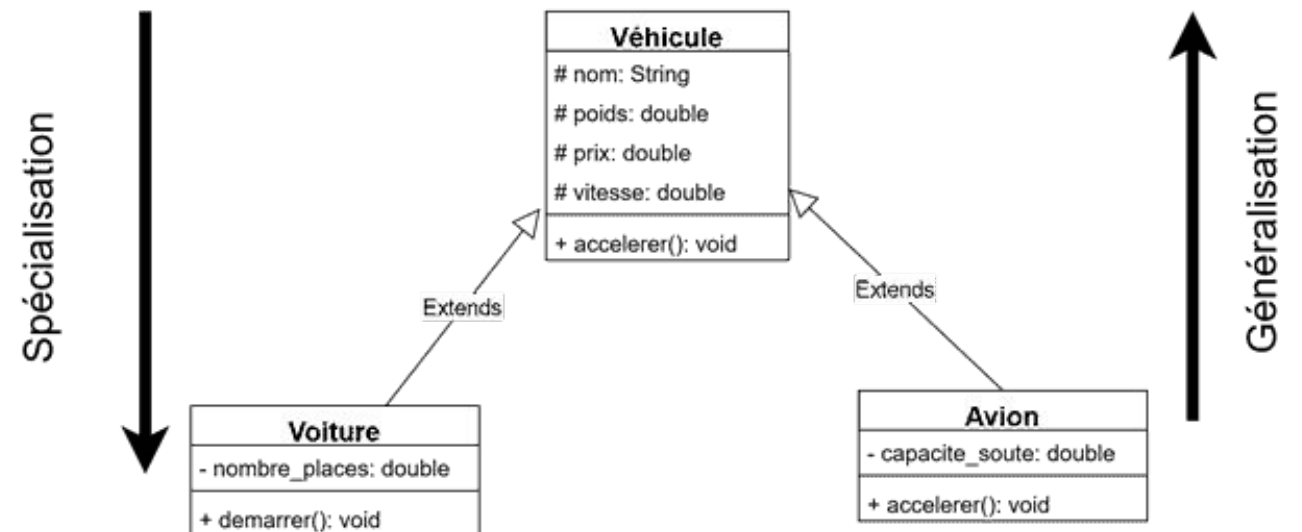 Spécialisation
Véhicule
# nom: String
# poids: double
# prix: double
# vitesse: double
+ accelerer(): void
Généralisation
Extends
Extends
Voiture
- nombre_places: double
+ demarrer(): void
Avion
- capacite_soute: double
+ accelerer(): void